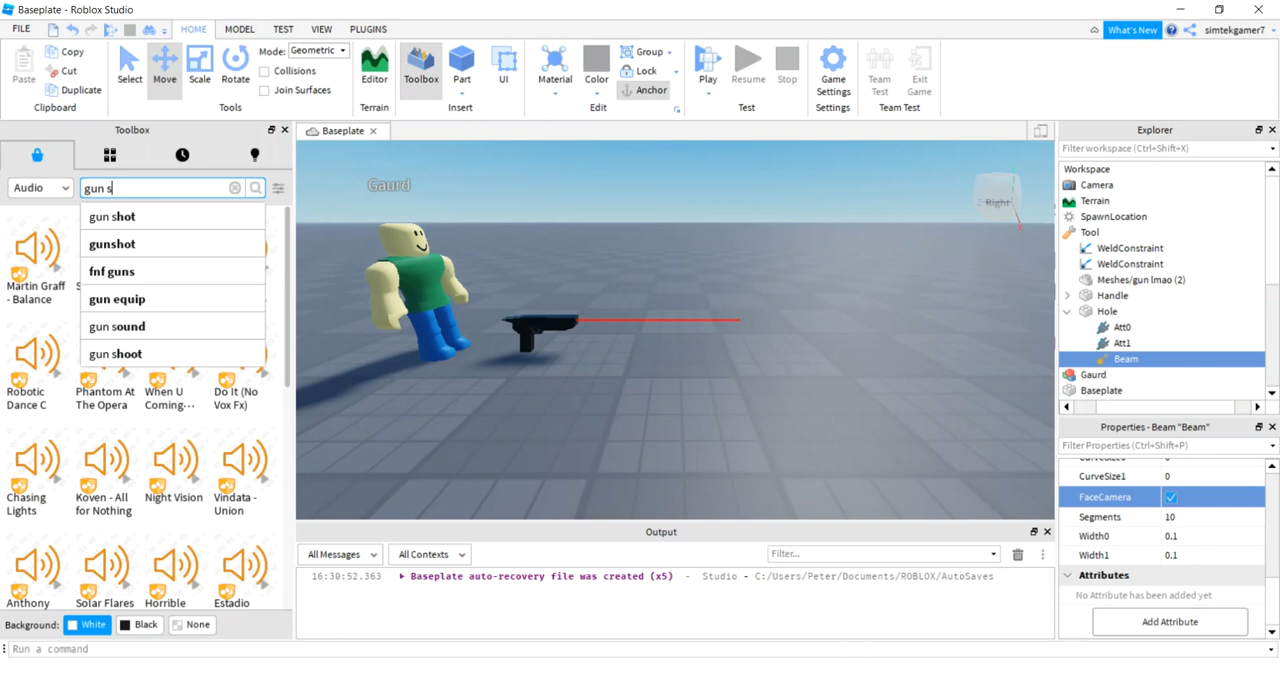 Baseplate - Roblox Studio
FILE HOME MODEL TEST VIEW PLUGINS What's New simtekgamer7
Paste Copy Cut Duplicate Select Move Scale Rotate Mode: Geometric Collisions Join Surfaces Editor Toolbox Part UI Material Color Group Lock Anchor Play Resume Stop Game Settings Team Test Exit Game
Clipboard Tools Terrain Insert Edit Test Settings Team Test
Toolbox
Audio gun s
gun shot
gunshot
fnf guns
gun equip
gun sound
gun shoot
Martin Graff - Balance
Robotic Dance C
Phantom At The Opera
When U Coming...
Do It (No Vox Fx)
Chasing Lights
Koven - All for Nothing
Night Vision
Vindata - Union
Anthony
Solar Flares
Horrible
Estadio
Background: White Black None
Run a command
Baseplate
Gaurd
Right
Output
All Messages All Contexts Filter...
16:30:52.363 Baseplate auto-recovery file was created (x5) - Studio - C:/Users/Peter/Documents/ROBLOX/AutoSaves
Explorer
Filter workspace (Ctrl+Shift+X)
Workspace
Camera
Terrain
SpawnLocation
Tool
WeldConstraint
WeldConstraint
Meshes/gun lmao (2)
Handle
Hole
Att0
Att1
Beam
Gaurd
Baseplate
Properties - Beam "Beam"
Filter Properties (Ctrl+Shift+P)
CurveSize1 0
FaceCamera
Segments 10
Width0 0.1
Width1 0.1
Attributes
No Attribute has been added yet
Add Attribute